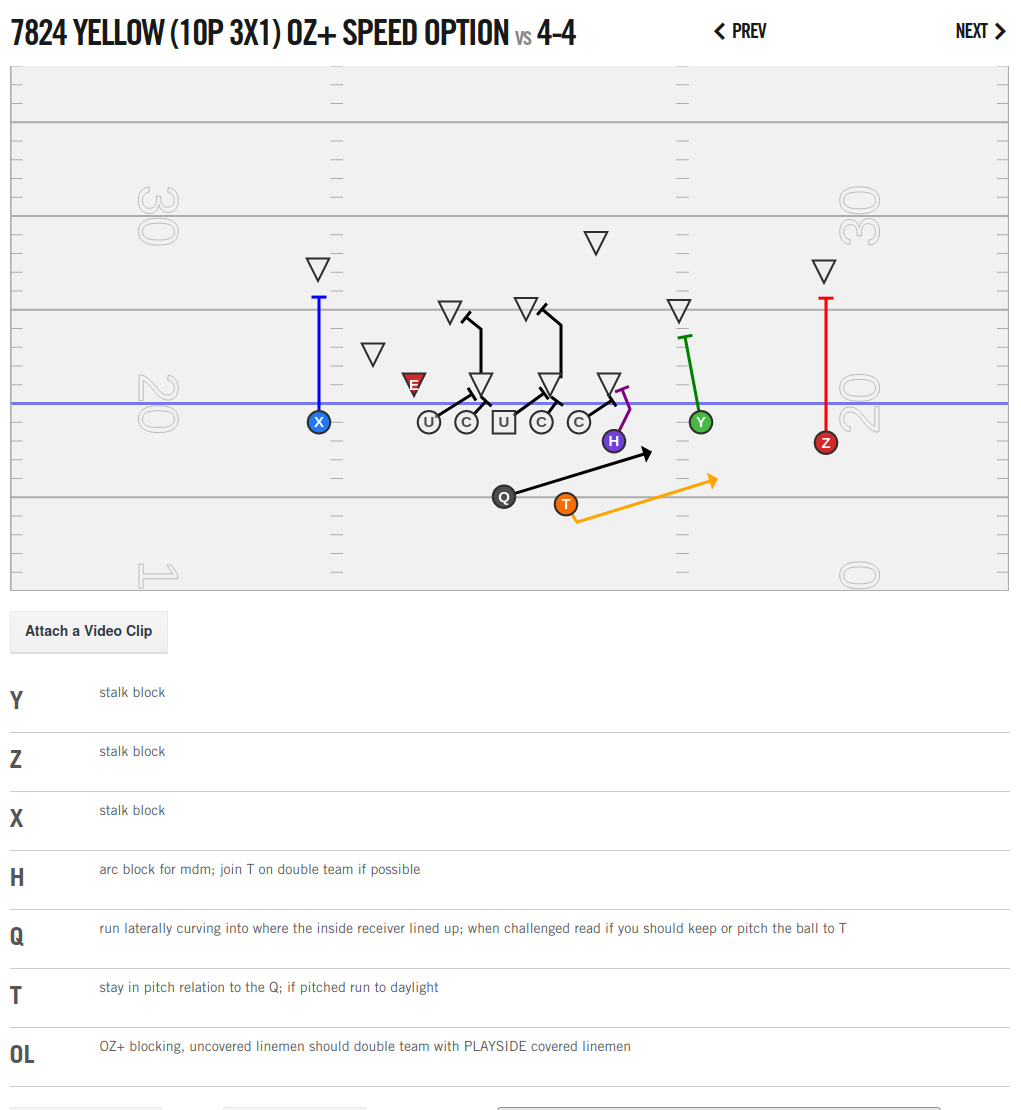 7824 YELLOW (10P 3X1) OZ+ SPEED OPTION VS 4-4
PREV
NEXT
30
30
E
20
20
X
U
C
U
C
C
H
Y
Z
Q
T
1
0
Attach a Video Clip
Y
stalk block
Z
stalk block
X
stalk block
H
arc block for mdm; join T on double team if possible
Q
run laterally curving into where the inside receiver lined up; when challenged read if you should keep or pitch the ball to T
T
stay in pitch relation to the Q; if pitched run to daylight
OL
OZ+ blocking, uncovered linemen should double team with PLAYSIDE covered linemen